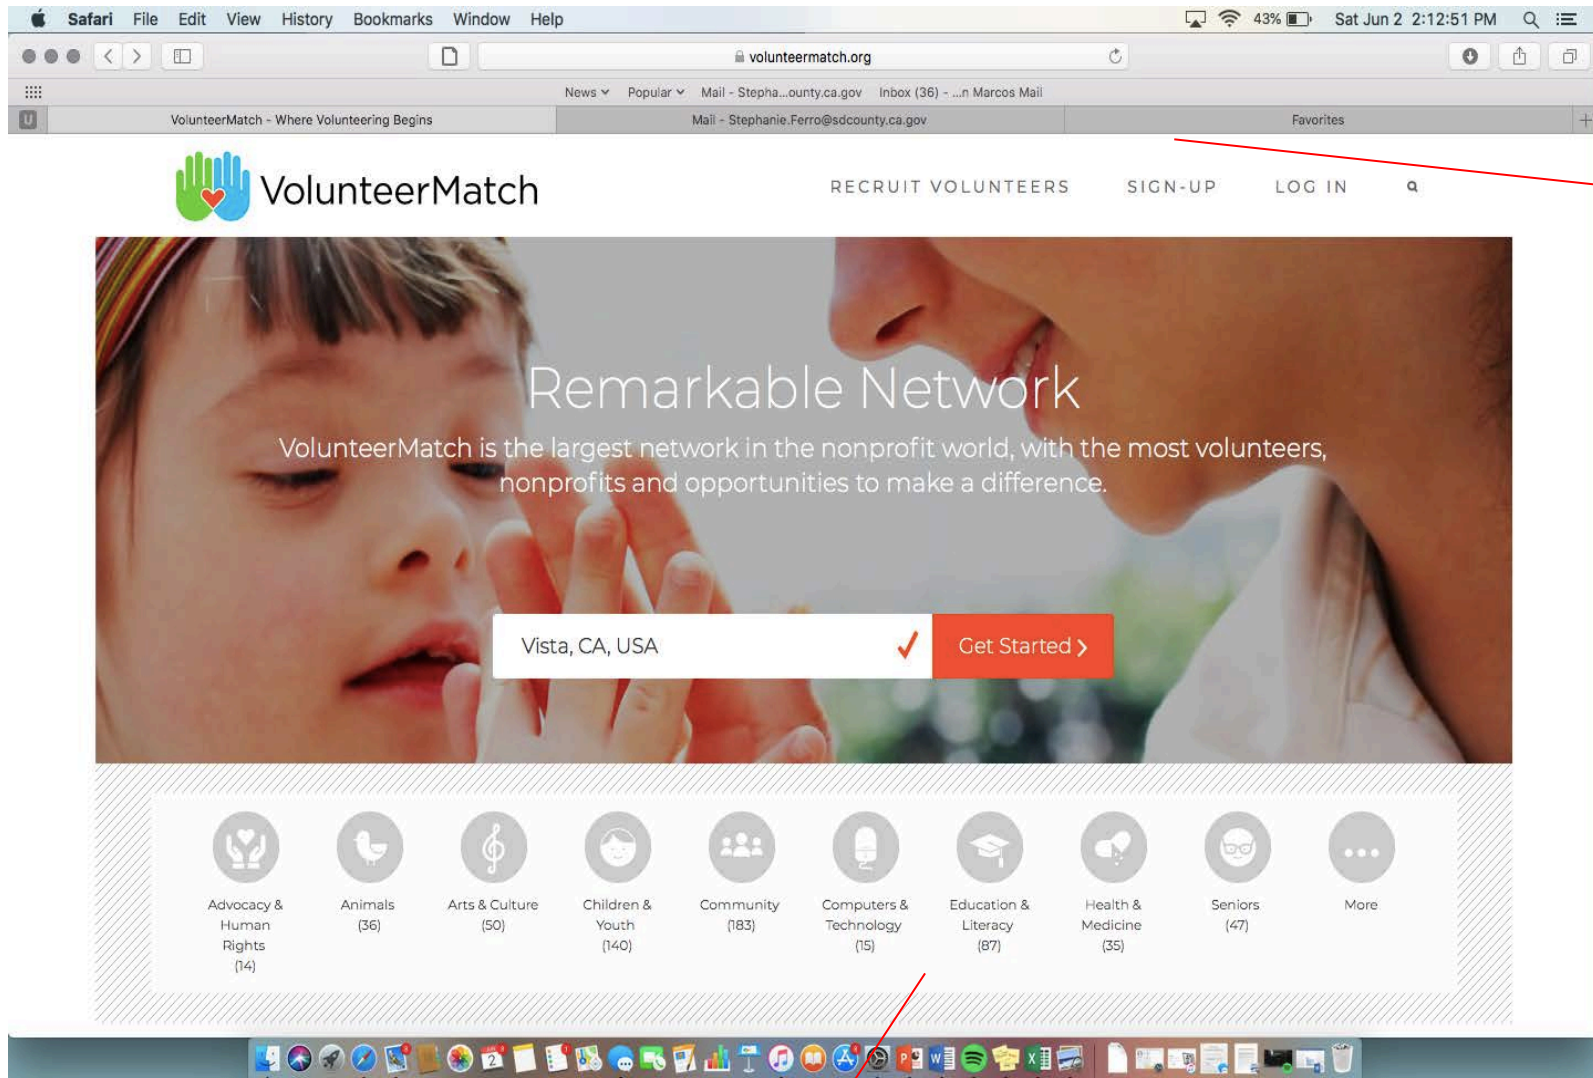 Safari File Edit View History Bookmarks Window Help 43% Sat Jun 2 2:12:51 PM
volunteermatch.org
News Popular Mail - Stepha...ounty.ca.gov Inbox (36) - ...n Marcos Mail
U VolunteerMatch - Where Volunteering Begins Mail - Stephanie.Ferro@sdcounty.ca.gov Favorites +
VolunteerMatch RECRUIT VOLUNTEERS SIGN-UP LOG IN
Remarkable Network
VolunteerMatch is the largest network in the nonprofit world, with the most volunteers,
nonprofits and opportunities to make a difference.
Vista, CA, USA Get Started >
Advocacy &
Human
Rights
(14)
Animals
(36)
Arts & Culture
(50)
Children &
Youth
(140)
Community
(183)
Computers &
Technology
(15)
Education &
Literacy
(87)
Health &
Medicine
(35)
Seniors
(47)
More